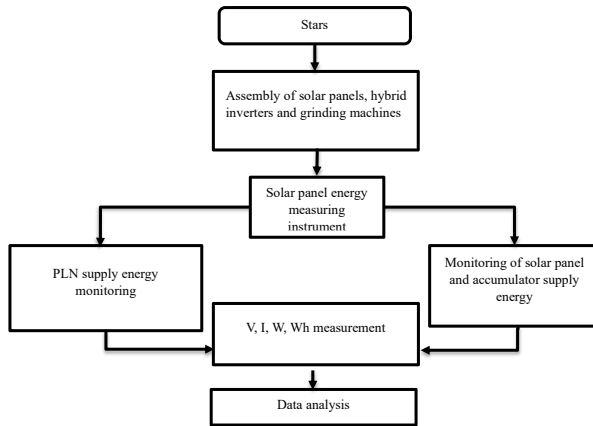 Stars
Assembly of solar panels, hybrid
inverters and grinding machines
Solar panel energy
measuring
instrument
PLN supply energy
monitoring
Monitoring of solar panel
and accumulator supply
energy
V, I, W, Wh measurement
Data analysis